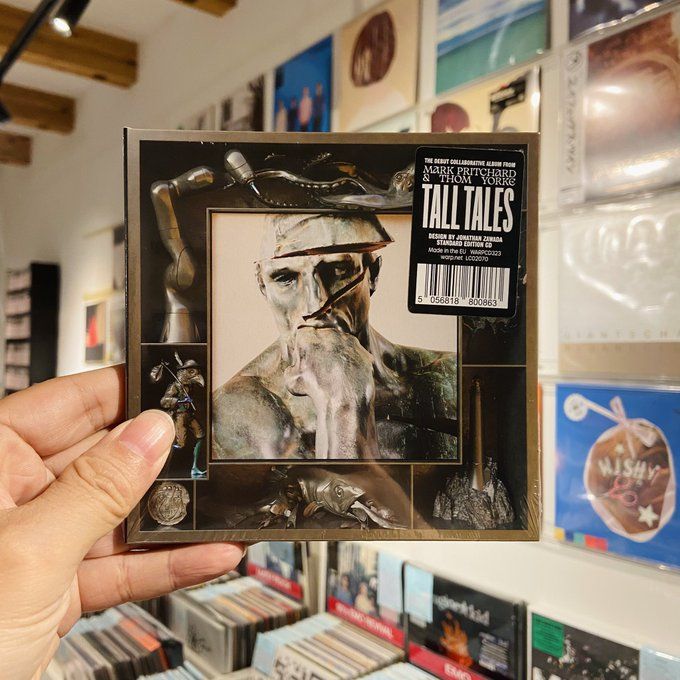 THE DEBUT COLLABORATIVE ALBUM FROM
MARK PRITCHARD
& THOM YORKE
TALL TALES
DESIGN BY JONATHAN ZAWADA
STANDARD EDITION CD
Made in the EU WARPCD323
warp.net LC02070
5 056818 800863
WISHY
EMO